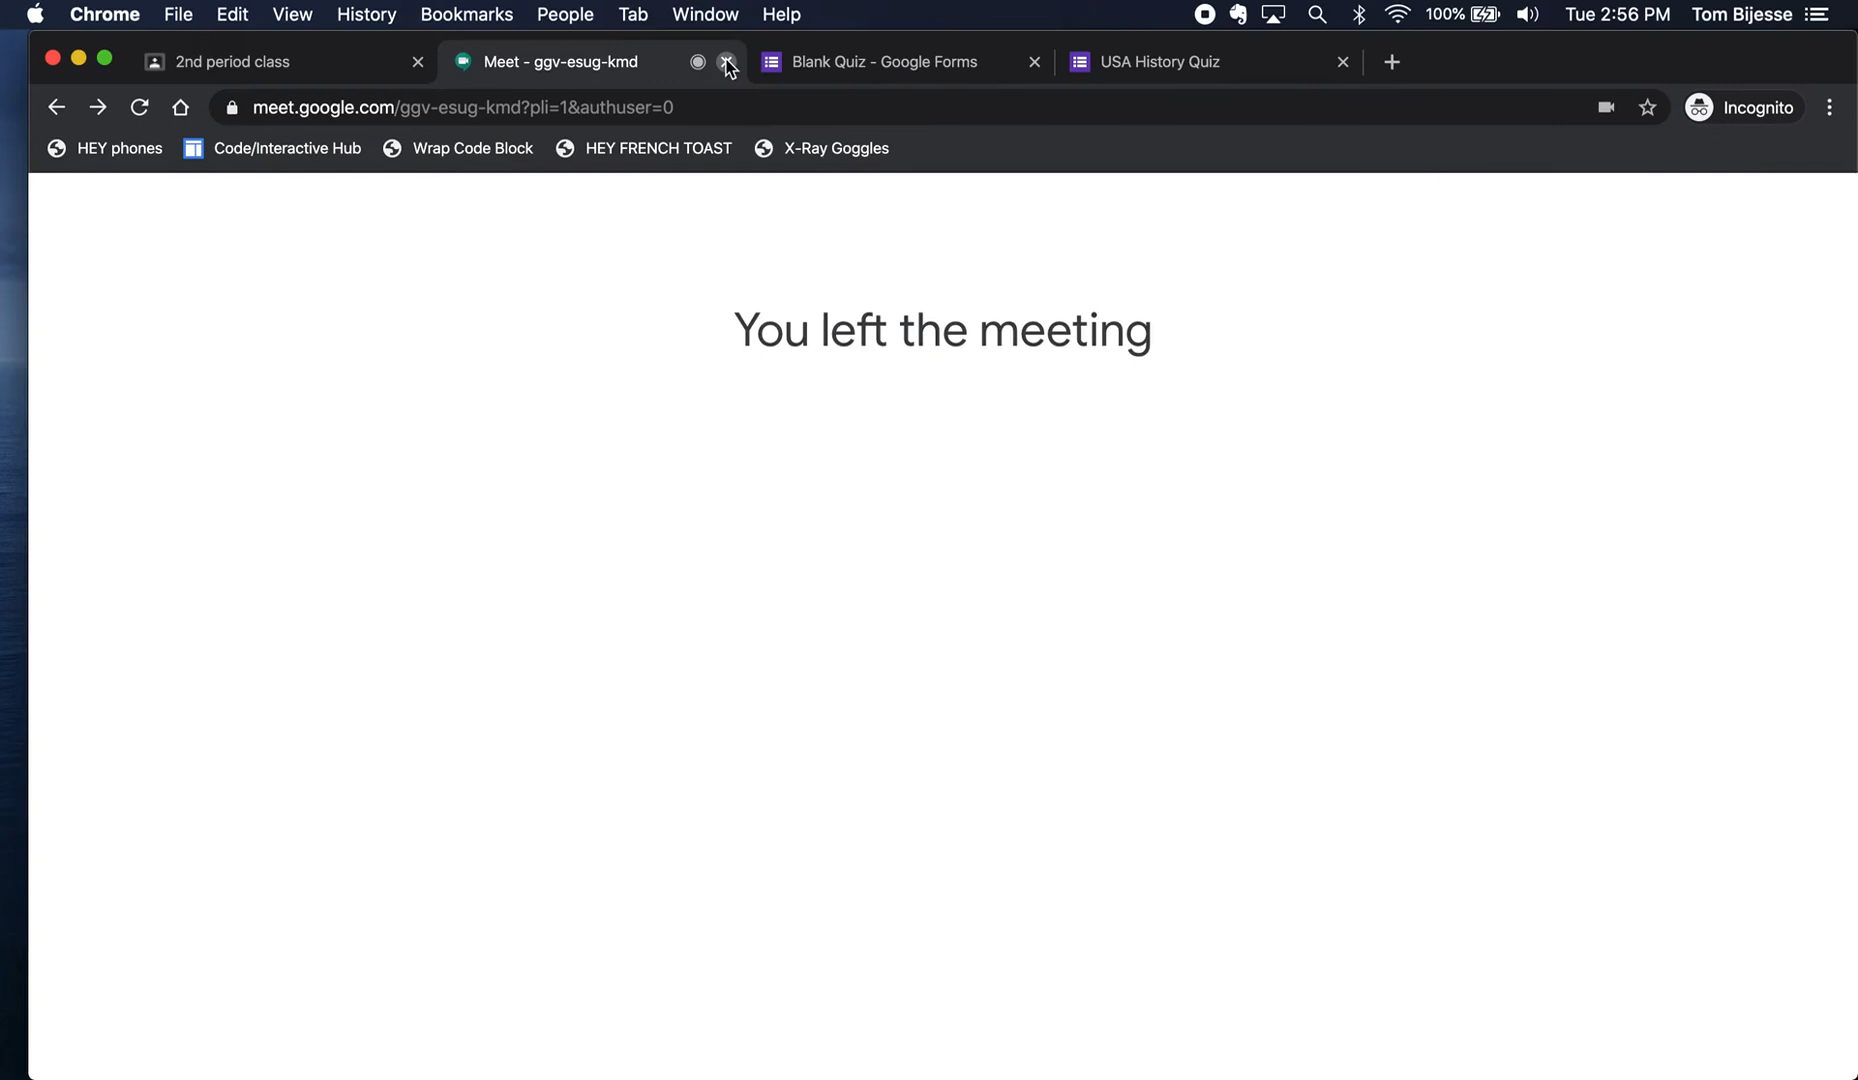 Chrome File Edit View History Bookmarks People Tab Window Help 100% Tue 2:56 PM Tom Bijesse
2nd period class Meet - ggv-esug-kmd Blank Quiz - Google Forms USA History Quiz
meet.google.com/ggv-esug-kmd?pli=1&authuser=0 Incognito
HEY phones Code/Interactive Hub Wrap Code Block HEY FRENCH TOAST X-Ray Goggles
You left the meeting